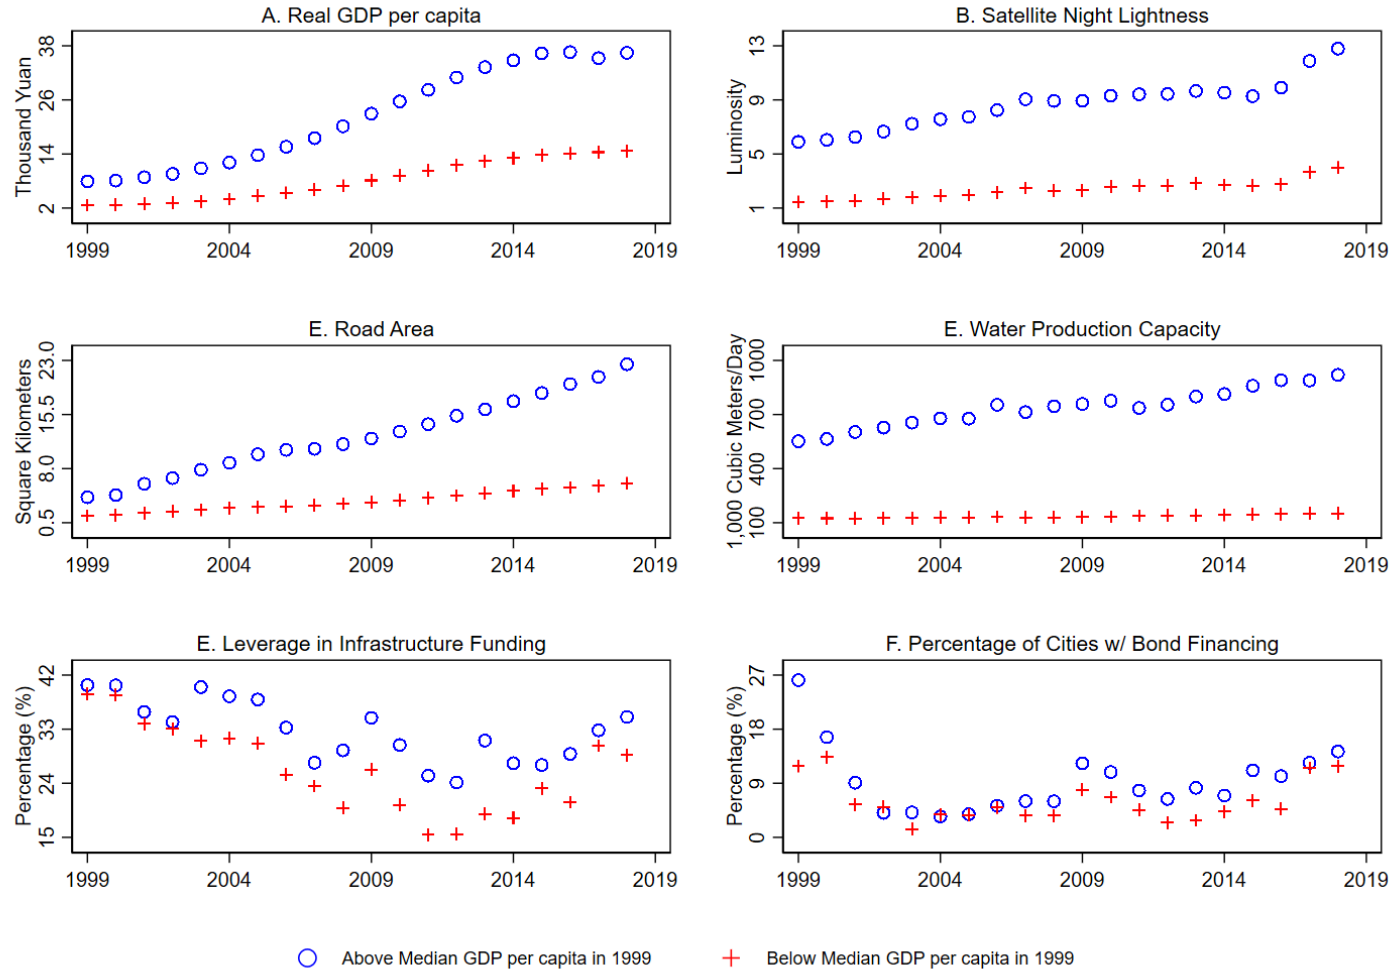 A. Real GDP per capita
Thousand Yuan
38
26
14
2
1999 2004 2009 2014 2019
B. Satellite Night Lightness
Luminosity
13
9
5
1
1999 2004 2009 2014 2019
E. Road Area
Square Kilometers
23.0
15.5
8.0
0.5
1999 2004 2009 2014 2019
E. Water Production Capacity
1,000 Cubic Meters/Day
1000
700
400
100
1999 2004 2009 2014 2019
E. Leverage in Infrastructure Funding
Percentage (%)
42
33
24
15
1999 2004 2009 2014 2019
F. Percentage of Cities w/ Bond Financing
Percentage (%)
27
18
9
0
1999 2004 2009 2014 2019
Above Median GDP per capita in 1999
Below Median GDP per capita in 1999